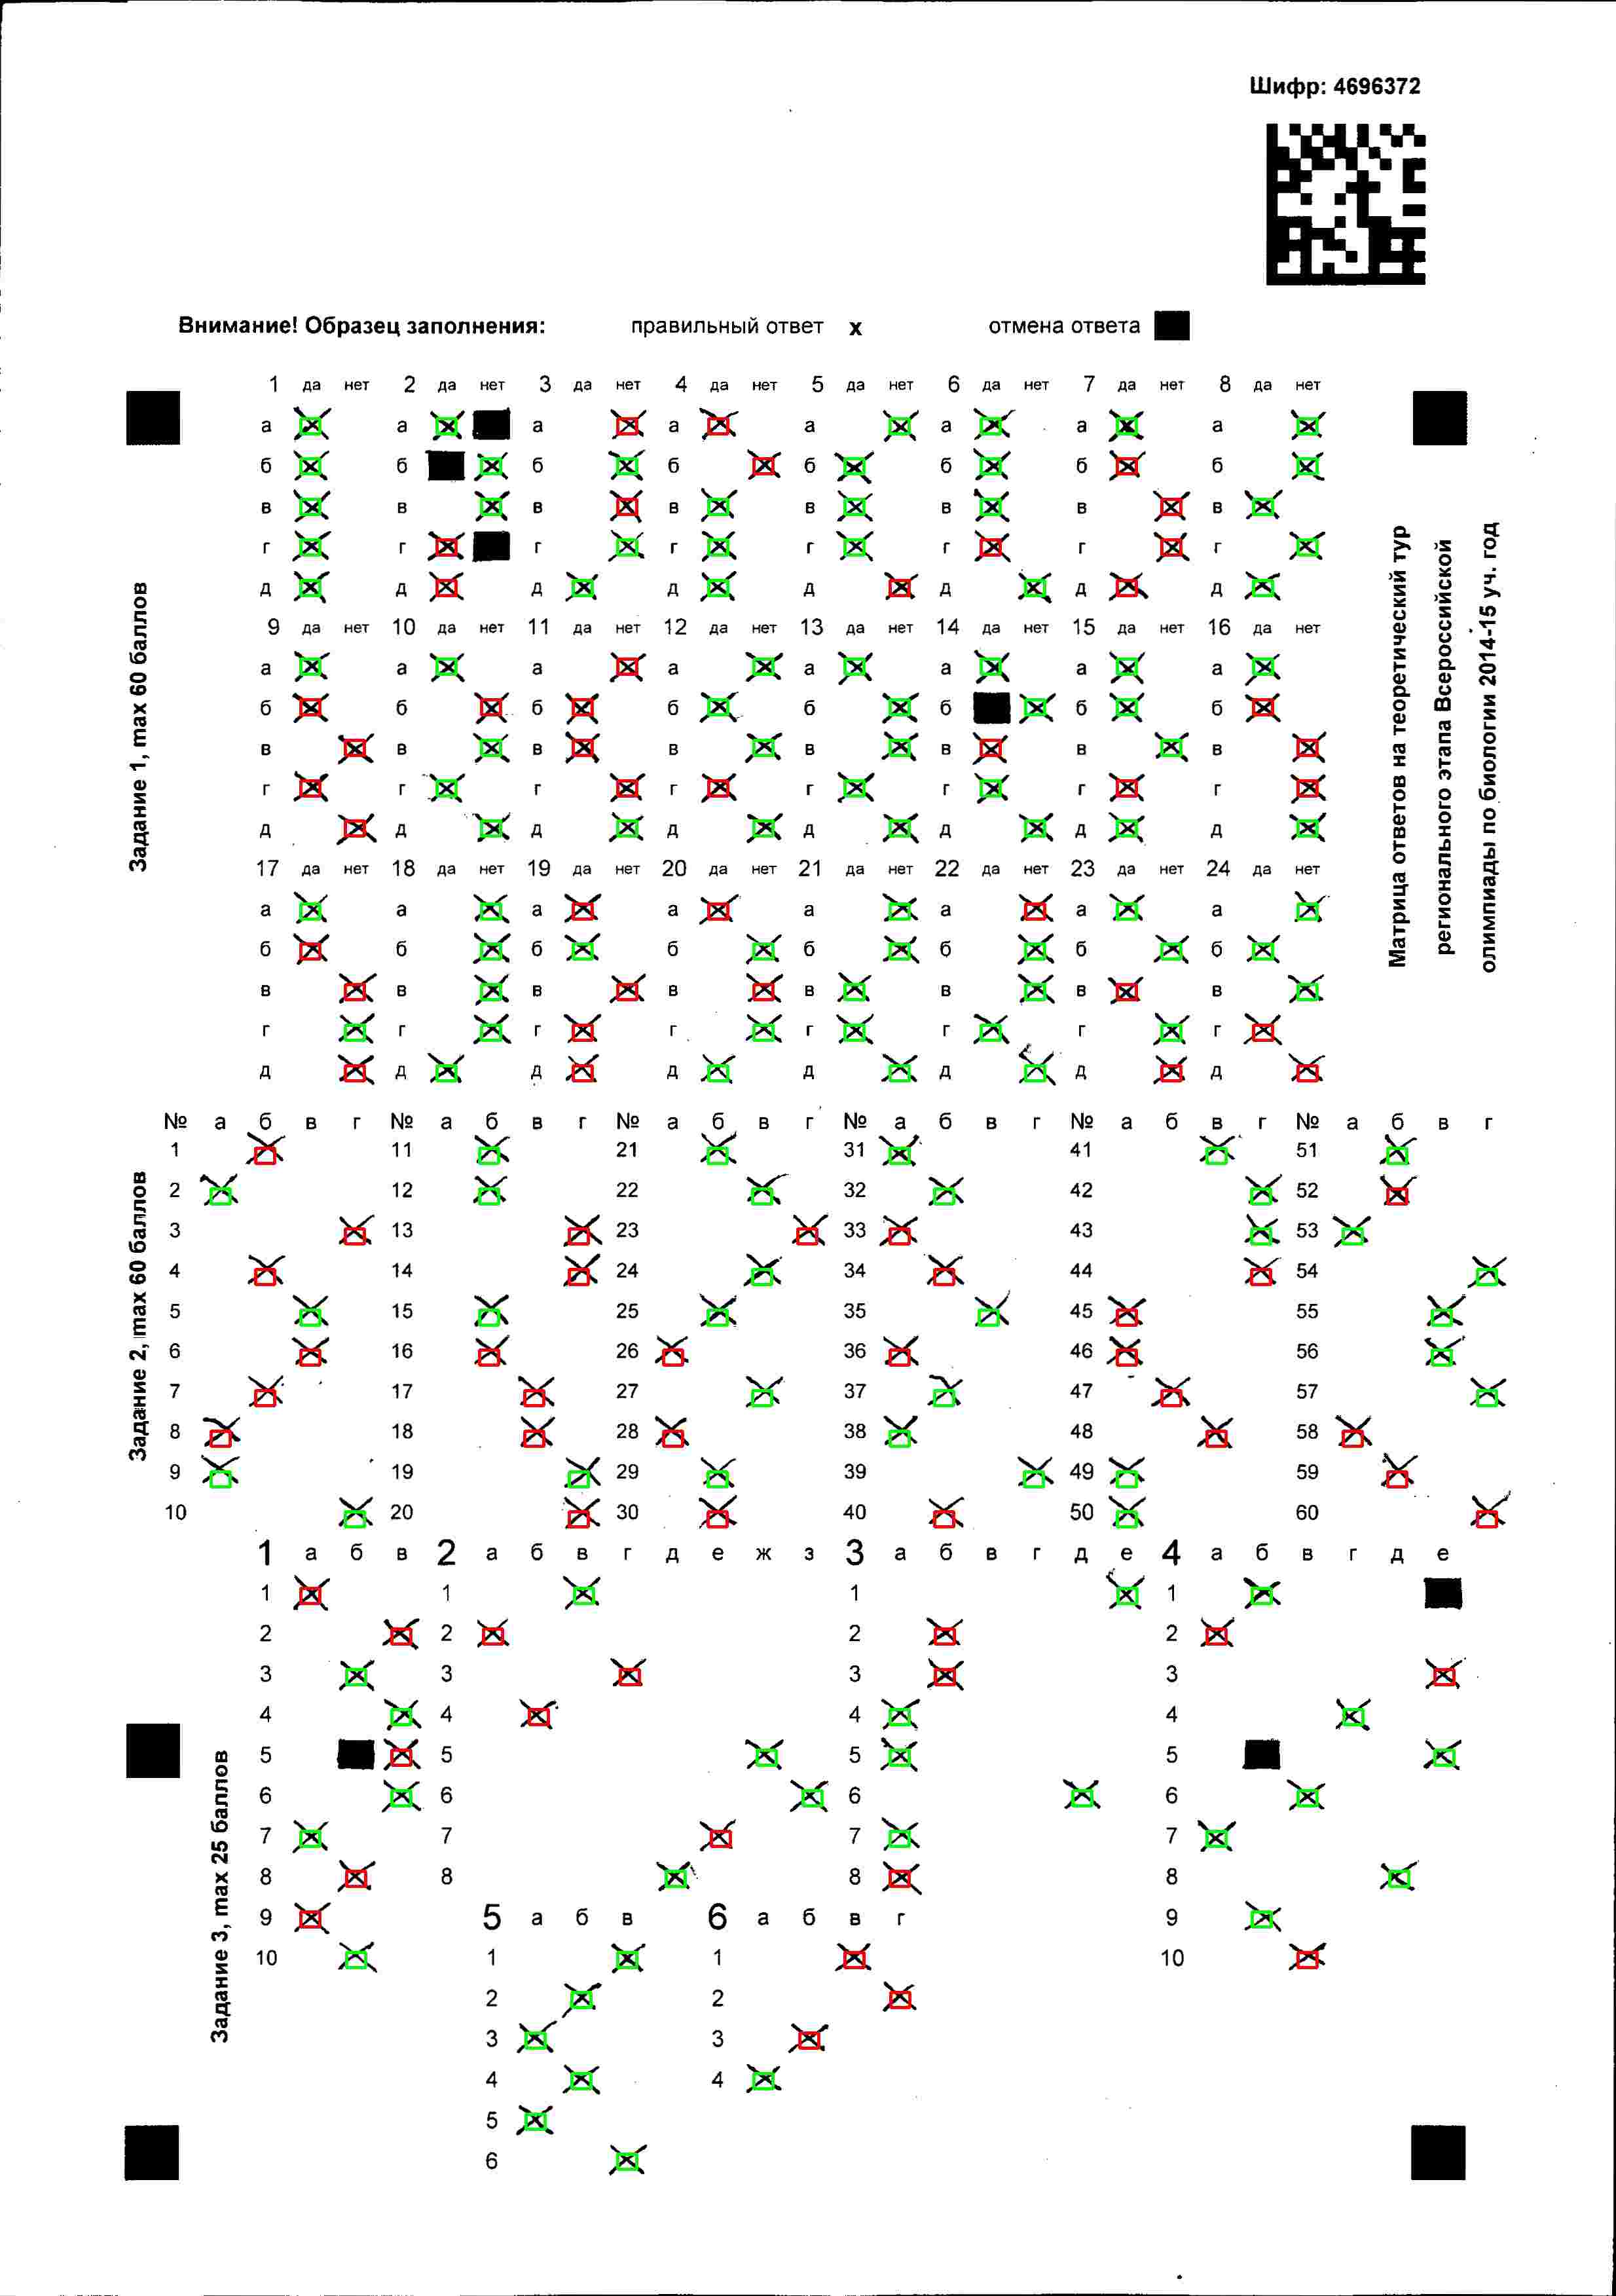 Шифр: 4696372
Внимание! Образец заполнения: правильный ответ х отмена ответа
Задание 1, max 60 баллов
1 да нет 2 да нет 3 да нет 4 да нет 5 да нет 6 да нет 7 да нет 8 да нет
а а а а а а а а
б б б б б б б б
в в в в в в в в
г г г г г г г г
д д д д д д д д
9 да нет 10 да нет 11 да нет 12 да нет 13 да нет 14 да нет 15 да нет 16 да нет
а а а а а а а а
б б б б б б б б
в в в в в в в в
г г г г г г г г
д д д д д д д д
17 да нет 18 да нет 19 да нет 20 да нет 21 да нет 22 да нет 23 да нет 24 да нет
а а а а а а а а
б б б б б б б б
в в в в в в в в
г г г г г г г г
д д д д д д д д
Матрица ответов на теоретический тур
регионального этапа Всероссийской
олимпиады по биологии 2014-15 уч. год
Задание 2, max 60 баллов
№ а б в г № а б в г № а б в г № а б в г № а б в г № а б в г
1 11 21 31 41 51
2 12 22 32 42 52
3 13 23 33 43 53
4 14 24 34 44 54
5 15 25 35 45 55
6 16 26 36 46 56
7 17 27 37 47 57
8 18 28 38 48 58
9 19 29 39 49 59
10 20 30 40 50 60
Задание 3, max 25 баллов
1 а б в 2 а б в г д е ж з 3 а б в г д е 4 а б в г д е
1 1 1 1
2 2 2 2
3 3 3 3
4 4 4 4
5 5 5 5
6 6 6 6
7 7 7 7
8 8 8 8
9 5 а б в 6 а б в г 9
10 1 1 10
2 2
3 3
4 4
5
6